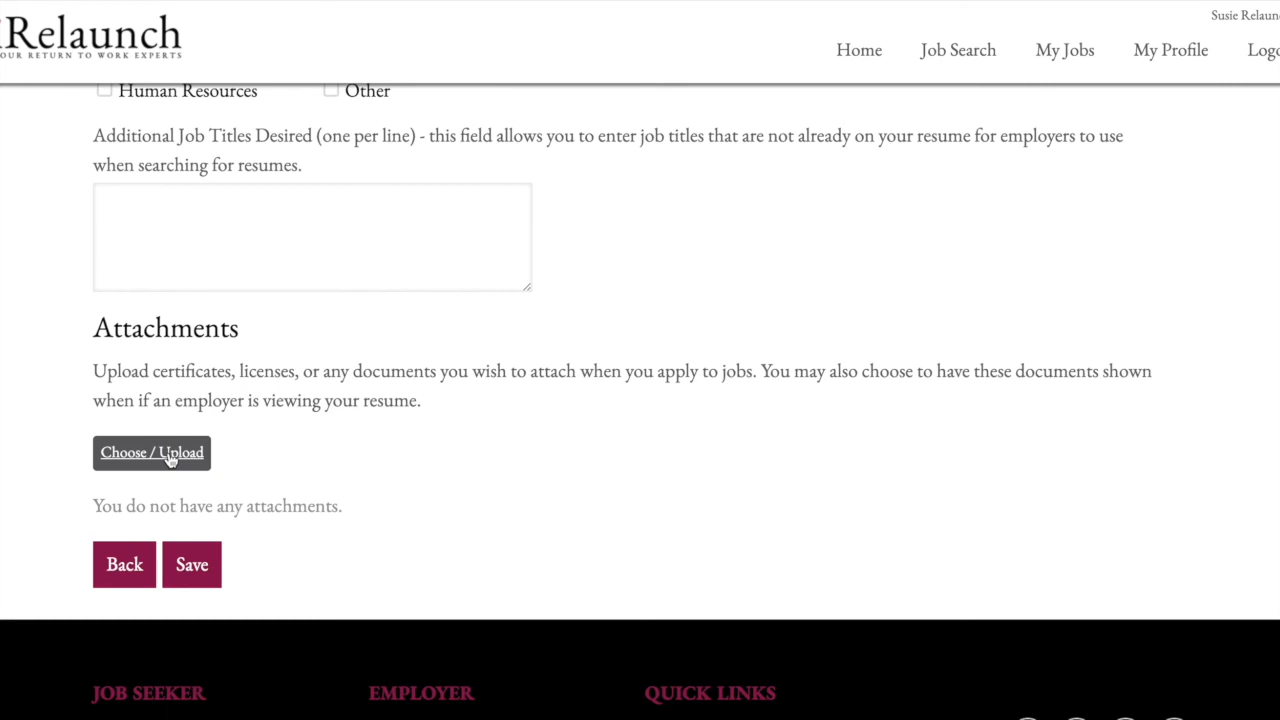 Susie Relaun
iRelaunch
OUR RETURN TO WORK EXPERTS
Home Job Search My Jobs My Profile Logo
Human Resources Other
Additional Job Titles Desired (one per line) - this field allows you to enter job titles that are not already on your resume for employers to use
when searching for resumes.
Attachments
Upload certificates, licenses, or any documents you wish to attach when you apply to jobs. You may also choose to have these documents shown
when if an employer is viewing your resume.
Choose / Upload
You do not have any attachments.
Back Save
JOB SEEKER EMPLOYER QUICK LINKS